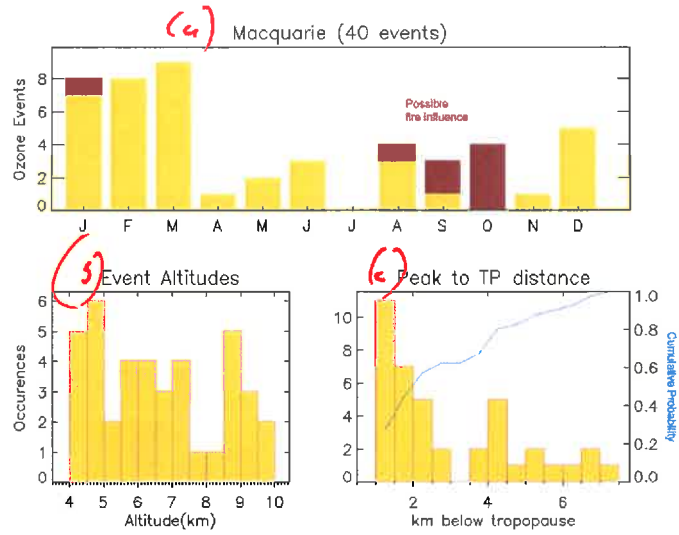 (a) Macquarie (40 events)
Ozone Events
8
6
4
2
0
Possible
fire influence
J F M A M J J A S O N D
(b) Event Altitudes
Occurences
6
5
4
3
2
1
0
4 5 6 7 8 9 10
Altitude(km)
(c) Peak to TP distance
10
8
6
4
2
0
1.0
0.8
0.6
0.4
0.2
0.0
Cumulative Probability
2 4 6
km below tropopause